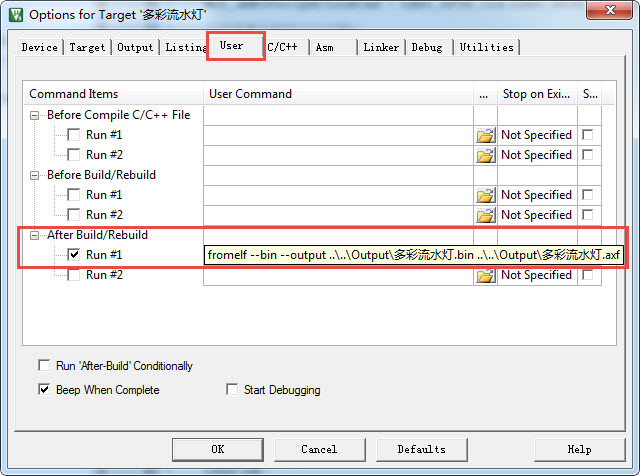 Options for Target '多彩流水灯'
Device Target Output Listing User C/C++ Asm Linker Debug Utilities
Command Items User Command ... Stop on Exi... S...
Before Compile C/C++ File
Run #1 Not Specified
Run #2 Not Specified
Before Build/Rebuild
Run #1 Not Specified
Run #2 Not Specified
After Build/Rebuild
Run #1 fromelf --bin --output ..\..\Output\多彩流水灯.bin ..\..\Output\多彩流水灯.axf
Run #2 Not Specified
Run 'After-Build' Conditionally
Beep When Complete Start Debugging
OK Cancel Defaults Help